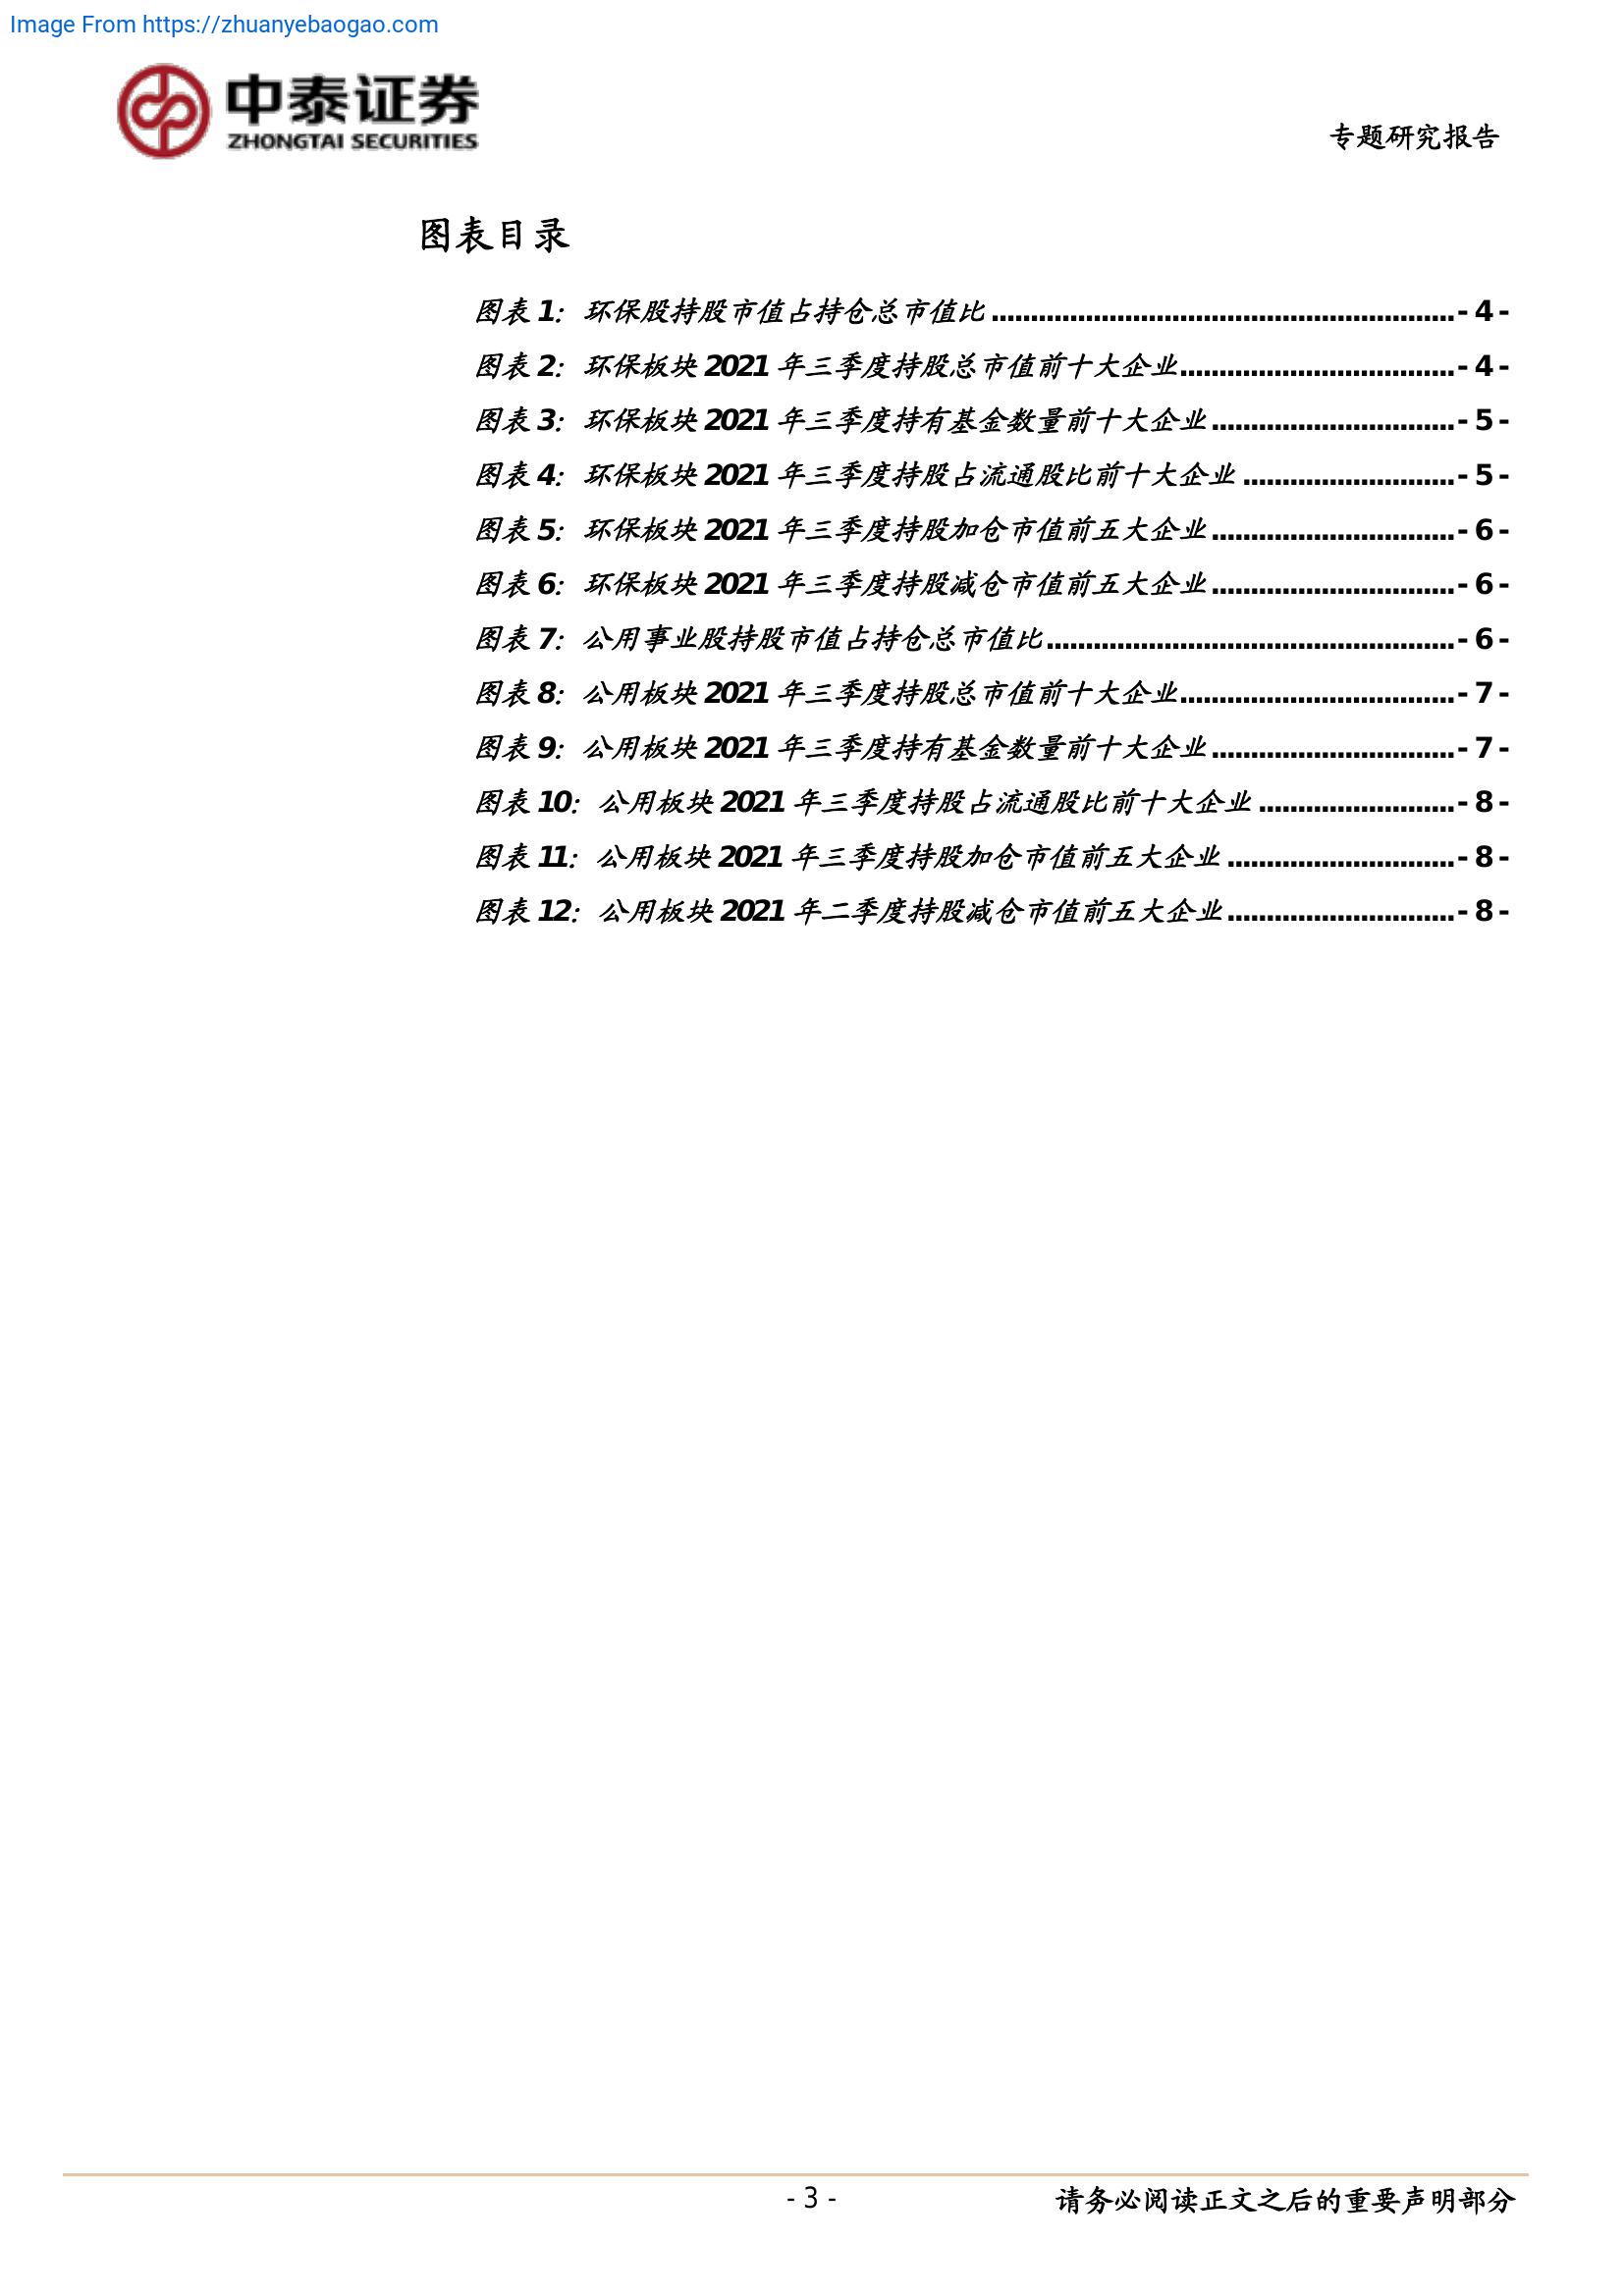 Image From https://zhuanyebaogao.com
中泰证券
ZHONGTAI SECURITIES
专题研究报告
图表目录
图表 1：环保股持股市值占持仓总市值比 ........................................................... - 4 -
图表 2：环保板块 2021 年三季度持股总市值前十大企业................................... - 4 -
图表 3：环保板块 2021 年三季度持有基金数量前十大企业 ............................... - 5 -
图表 4：环保板块 2021 年三季度持股占流通股比前十大企业 ........................... - 5 -
图表 5：环保板块 2021 年三季度持股加仓市值前五大企业 ............................... - 6 -
图表 6：环保板块 2021 年三季度持股减仓市值前五大企业 ............................... - 6 -
图表 7：公用事业股持股市值占持仓总市值比.................................................... - 6 -
图表 8：公用板块 2021 年三季度持股总市值前十大企业................................... - 7 -
图表 9：公用板块 2021 年三季度持有基金数量前十大企业 ............................... - 7 -
图表 10：公用板块 2021 年三季度持股占流通股比前十大企业 ......................... - 8 -
图表 11：公用板块 2021 年三季度持股加仓市值前五大企业 ............................. - 8 -
图表 12：公用板块 2021 年二季度持股减仓市值前五大企业 ............................. - 8 -
- 3 -
请务必阅读正文之后的重要声明部分